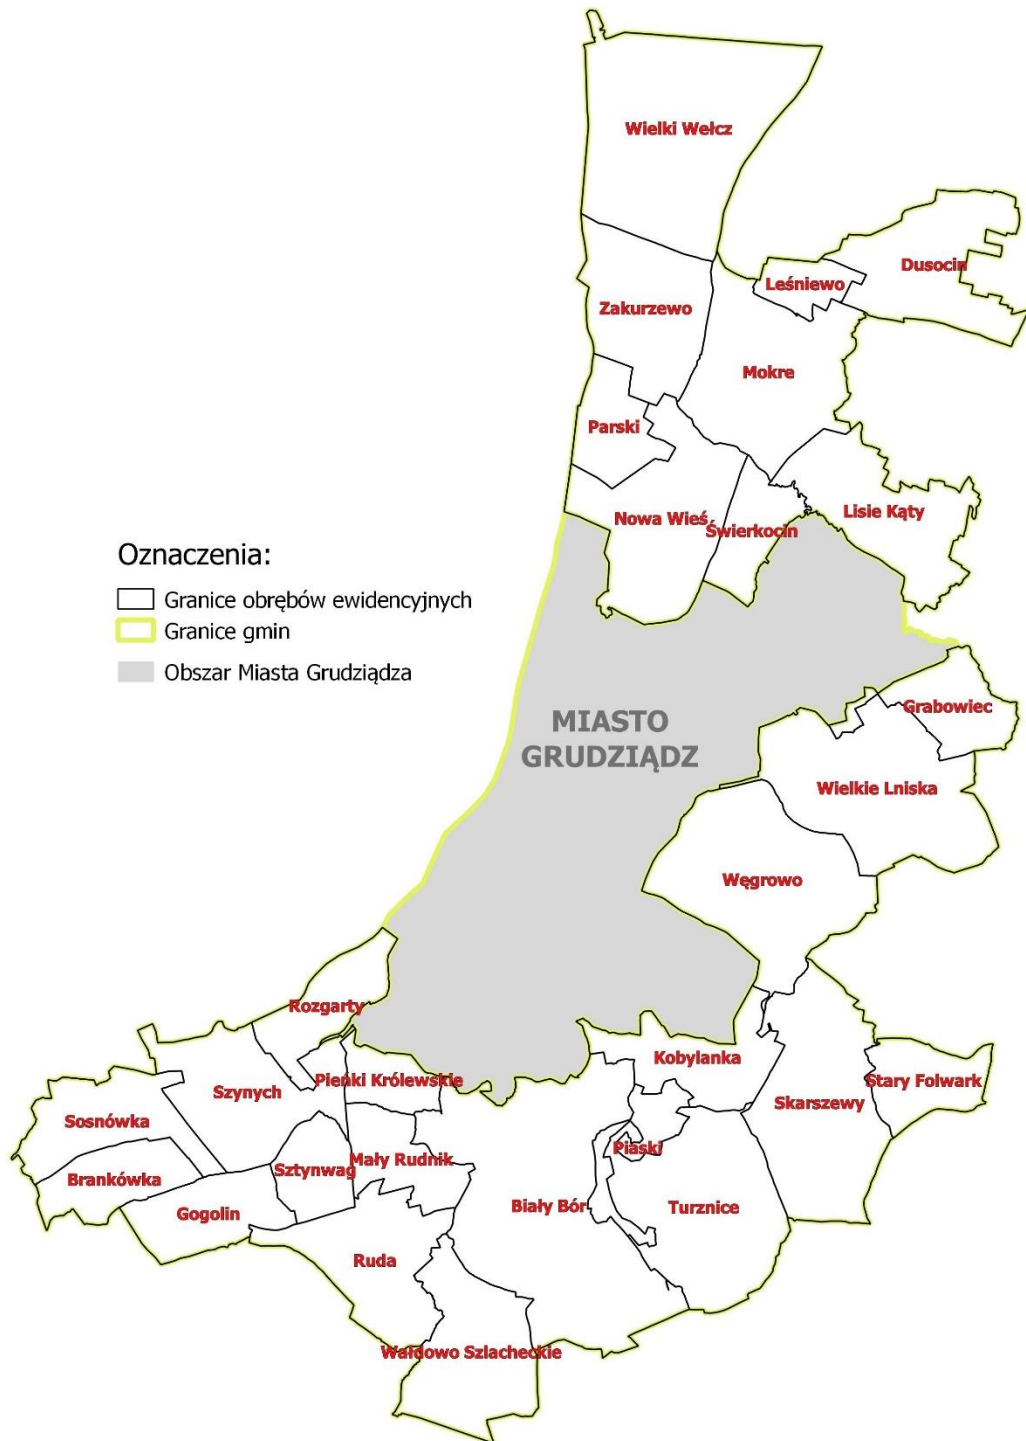 Wielki Wełcz
Dusocin
Leśniewo
Zakurzewo
Mokre
Parski
Lisie Kąty
Nowa Wieś
Świerkocin
Oznaczenia:
Granice obrębów ewidencyjnych
Granice gmin
Obszar Miasta Grudziądza
MIASTO
GRUDZIĄDZ
Grabowiec
Wielkie Lniska
Węgrowo
Rozgarty
Kobylanka
Pieńki Królewskie
Stary Folwark
Szynych
Skarszewy
Sosnówka
Piaski
Mały Rudnik
Sztynwag
Brankówka
Biały Bór
Turznice
Gogolin
Ruda
Wałdowo Szlacheckie